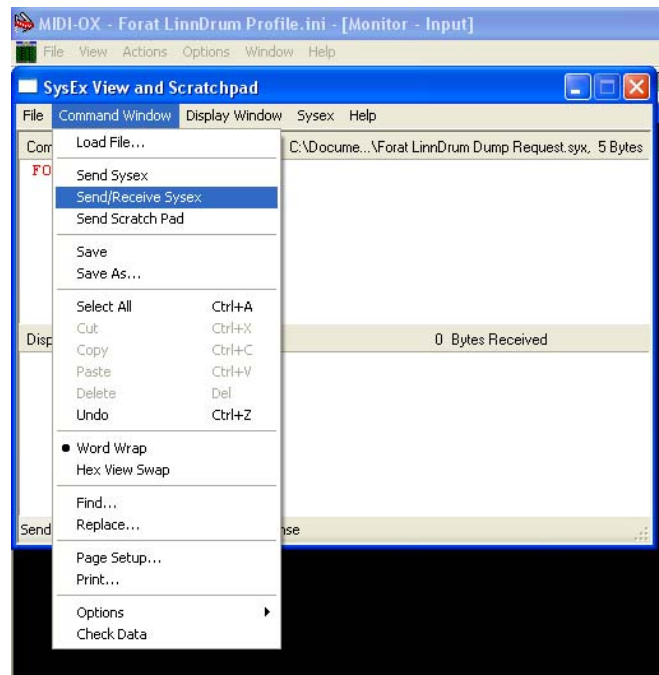 MIDI-OX - Forat LinnDrum Profile.ini - [Monitor - Input]
File View Actions Options Window Help
SysEx View and Scratchpad
File Command Window Display Window Sysex Help
Com C:\Docume...\Forat LinnDrum Dump Request.syx, 5 Bytes
F0
Load File...
Send Sysex
Send/Receive Sysex
Send Scratch Pad
Save
Save As...
Select All Ctrl+A
Cut Ctrl+X
Disp 0 Bytes Received
Copy Ctrl+C
Paste Ctrl+V
Delete Del
Undo Ctrl+Z
Word Wrap
Hex View Swap
Find...
Replace...
Send nse
Page Setup...
Print...
Options
Check Data